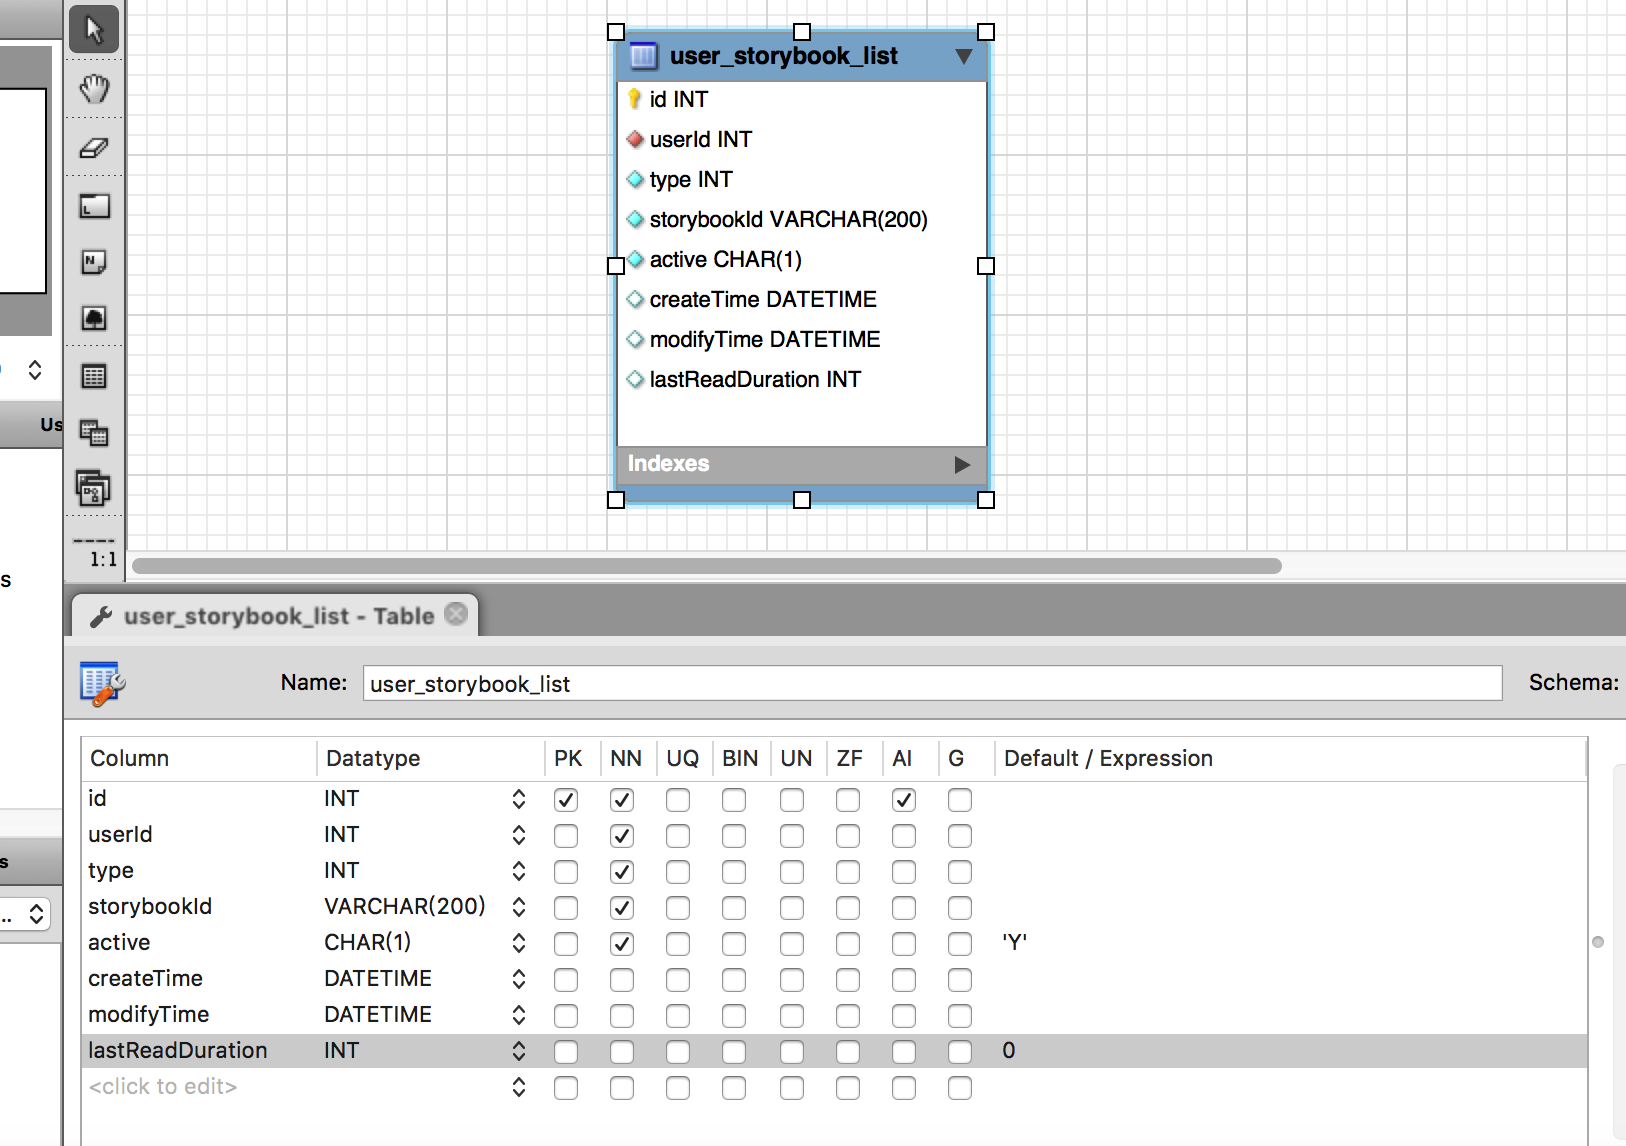 user_storybook_list
id INT
userId INT
type INT
storybookId VARCHAR(200)
active CHAR(1)
createTime DATETIME
modifyTime DATETIME
lastReadDuration INT
Indexes
L
N
1:1
Us
s
user_storybook_list - Table
Name: user_storybook_list Schema:
Column Datatype PK NN UQ BIN UN ZF AI G Default / Expression
id INT
userId INT
type INT
storybookId VARCHAR(200)
active CHAR(1) 'Y'
createTime DATETIME
modifyTime DATETIME
lastReadDuration INT 0
<click to edit>
s
..